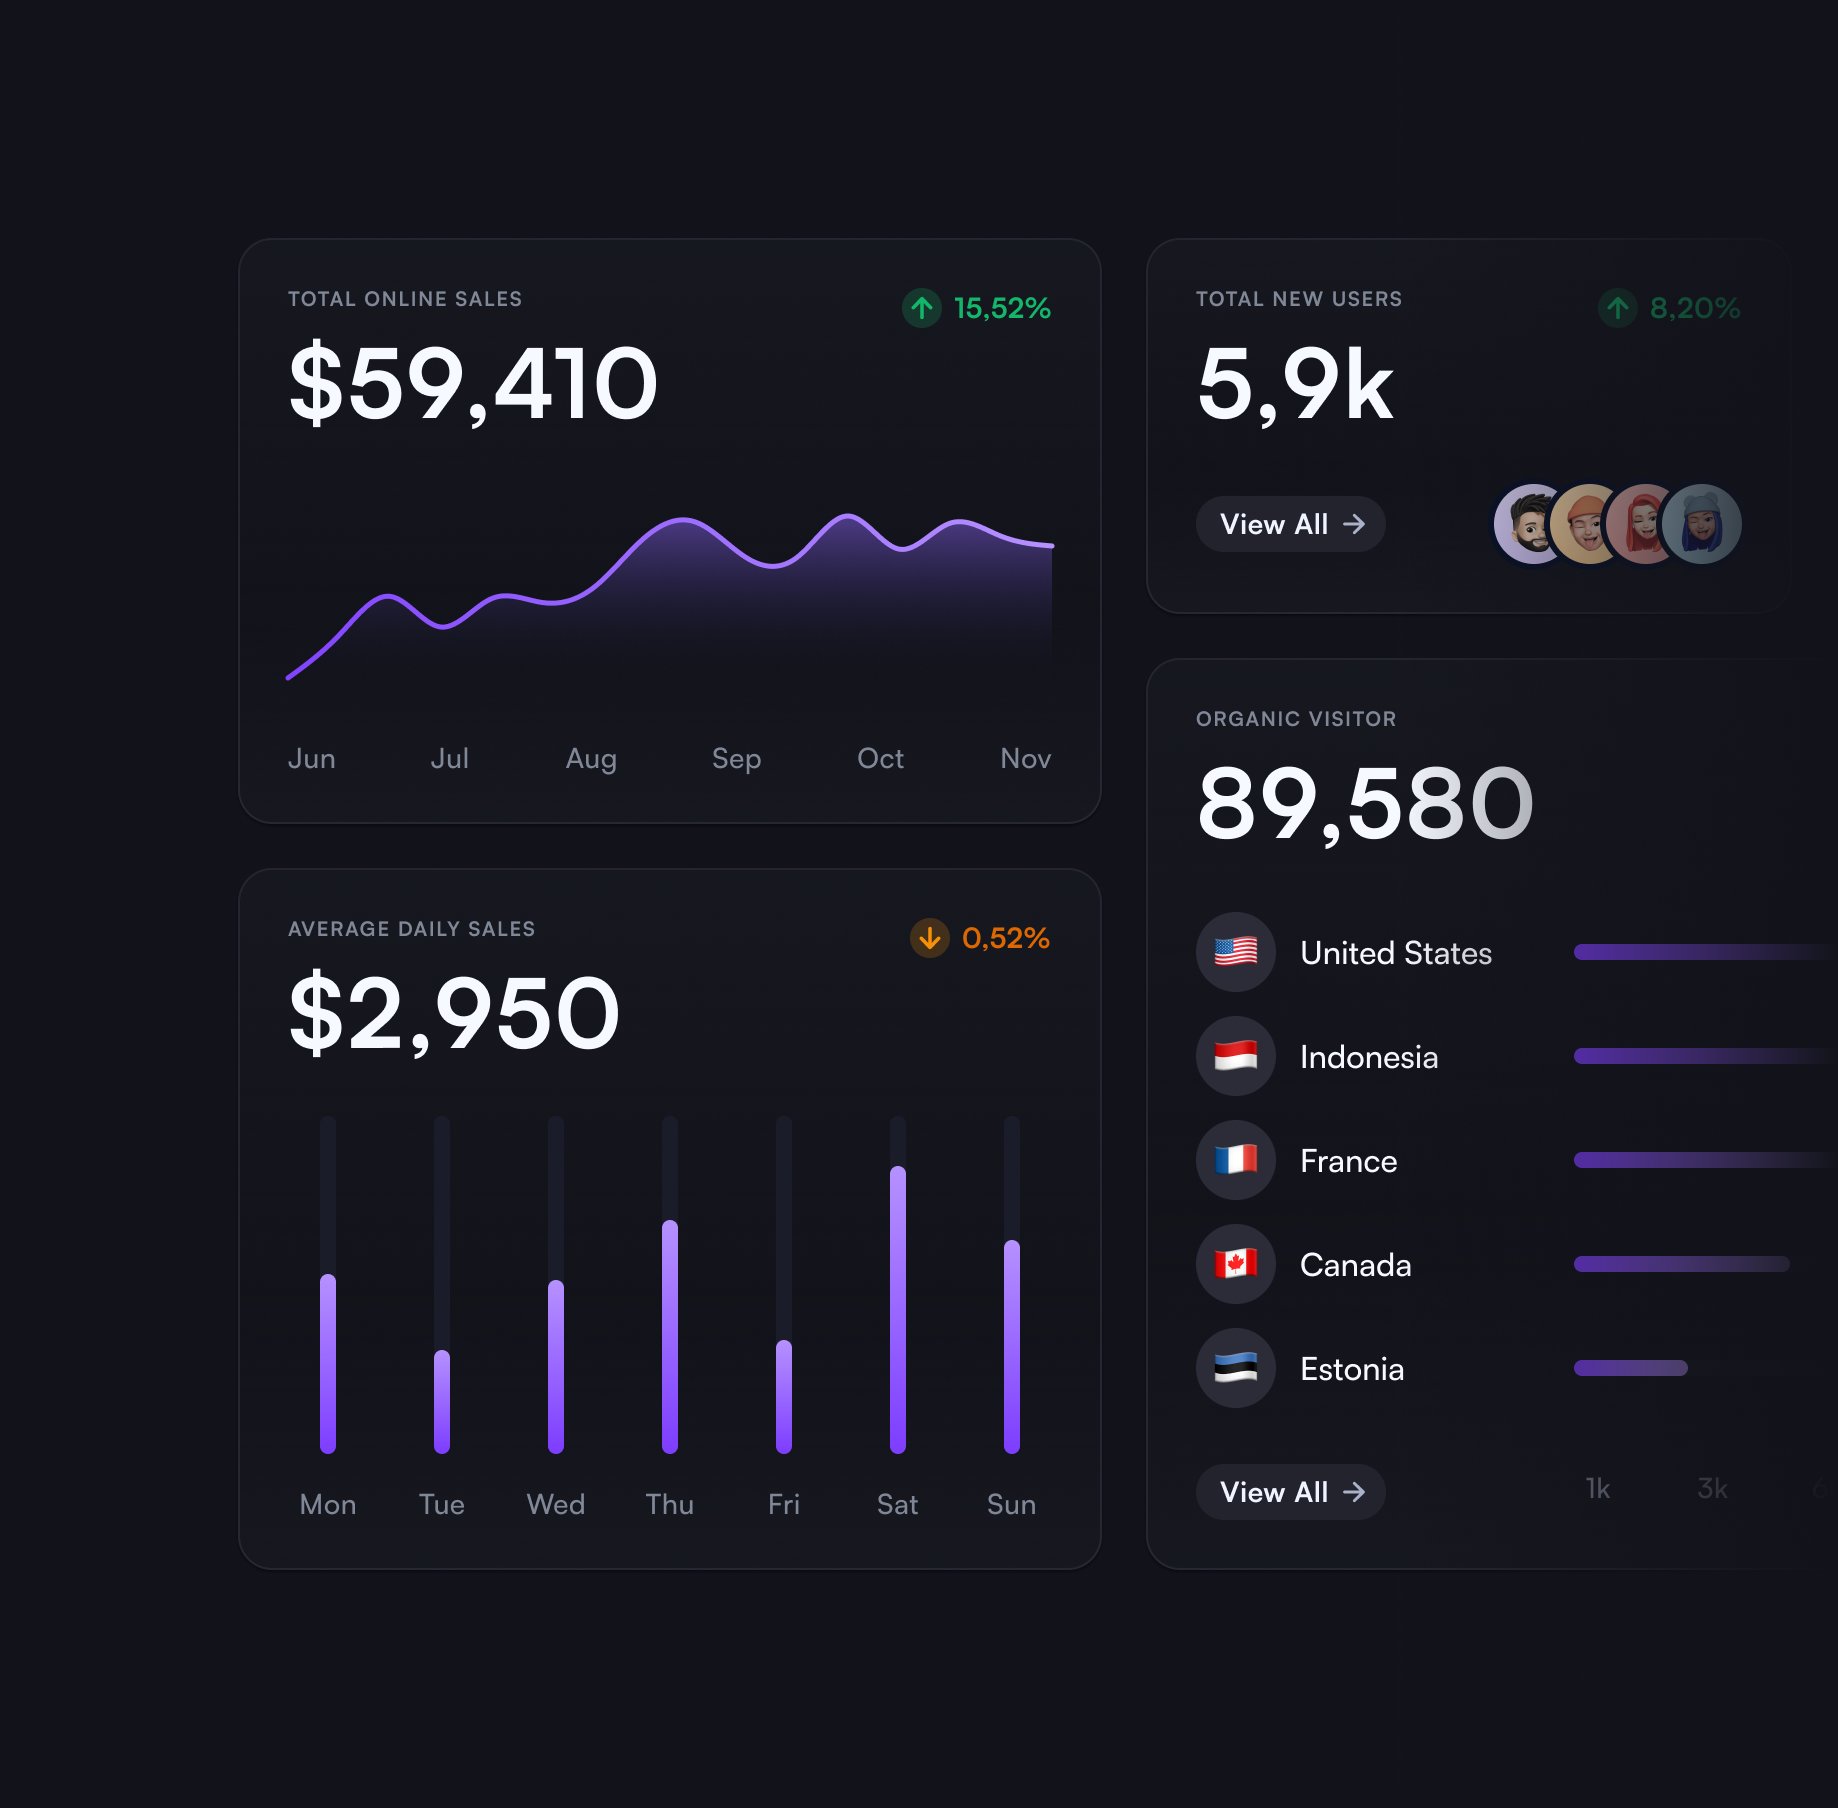 TOTAL ONLINE SALES
15,52%
$59,410
Jun Jul Aug Sep Oct Nov
AVERAGE DAILY SALES
0,52%
$2,950
Mon Tue Wed Thu Fri Sat Sun
TOTAL NEW USERS
8,20%
5,9k
View All
ORGANIC VISITOR
89,580
United States
Indonesia
France
Canada
Estonia
View All
1k 3k